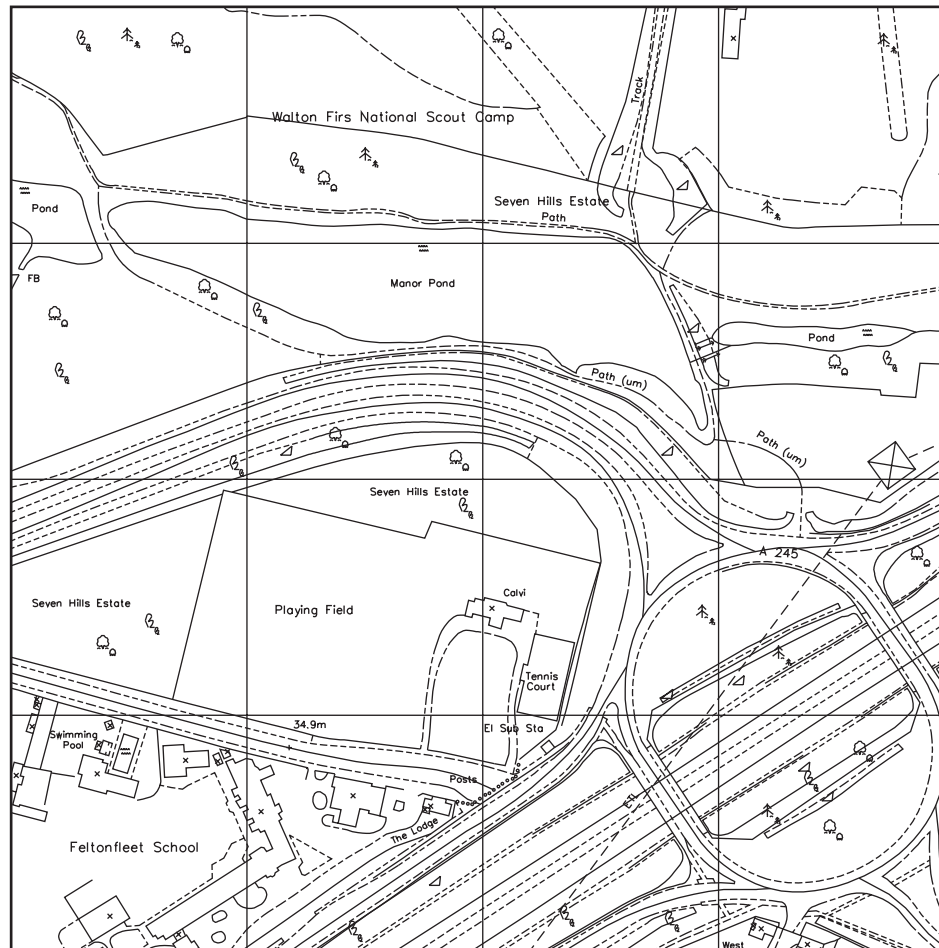 Track
Walton Firs National Scout Camp
Seven Hills Estate
Path
Pond
Manor Pond
FB
Pond
Path (um)
Path (um)
Seven Hills Estate
A 245
Calvi
Seven Hills Estate
Playing Field
Tennis
Court
34.9m
El Sub Sta
Swimming
Pool
Posts
ETL
The Lodge
Feltonfleet School
West